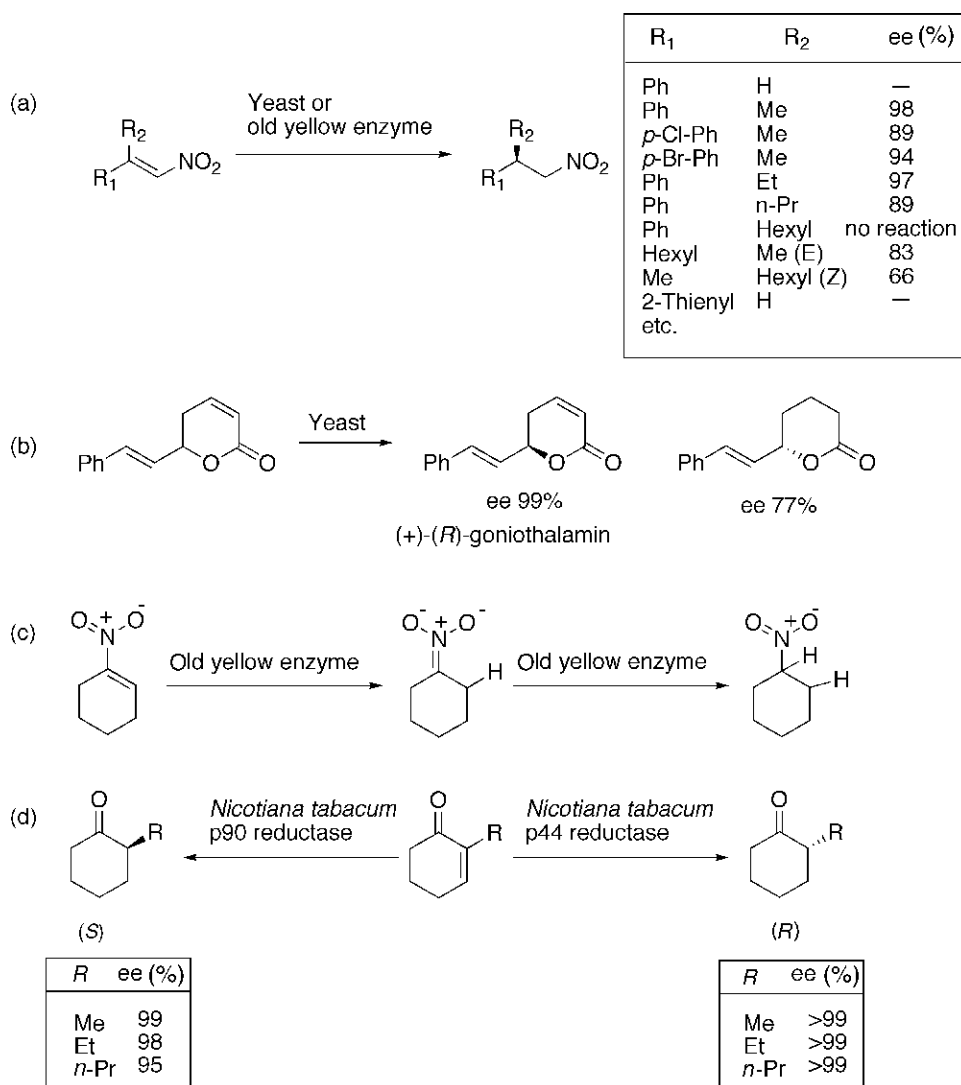 R1 R2 ee (%)
Ph H —
Ph Me 98
p-Cl-Ph Me 89
p-Br-Ph Me 94
Ph Et 97
Ph n-Pr 89
Ph Hexyl no reaction
Hexyl Me (E) 83
Me Hexyl (Z) 66
2-Thienyl H —
etc.
(a)
R2
R1
NO2
Yeast or
old yellow enzyme
R2
R1
NO2
(b)
Ph
O
O
Yeast
Ph
O
O
ee 99%
(+)-(R)-goniothalamin
Ph
O
O
ee 77%
(c)
O N+ O-
Old yellow enzyme
O- N+ O-
H
Old yellow enzyme
O N+ O-
H
H
(d)
O
R
(S)
Nicotiana tabacum
p90 reductase
O
R
Nicotiana tabacum
p44 reductase
O
R
(R)
R ee (%)
Me 99
Et 98
n-Pr 95
R ee (%)
Me >99
Et >99
n-Pr >99